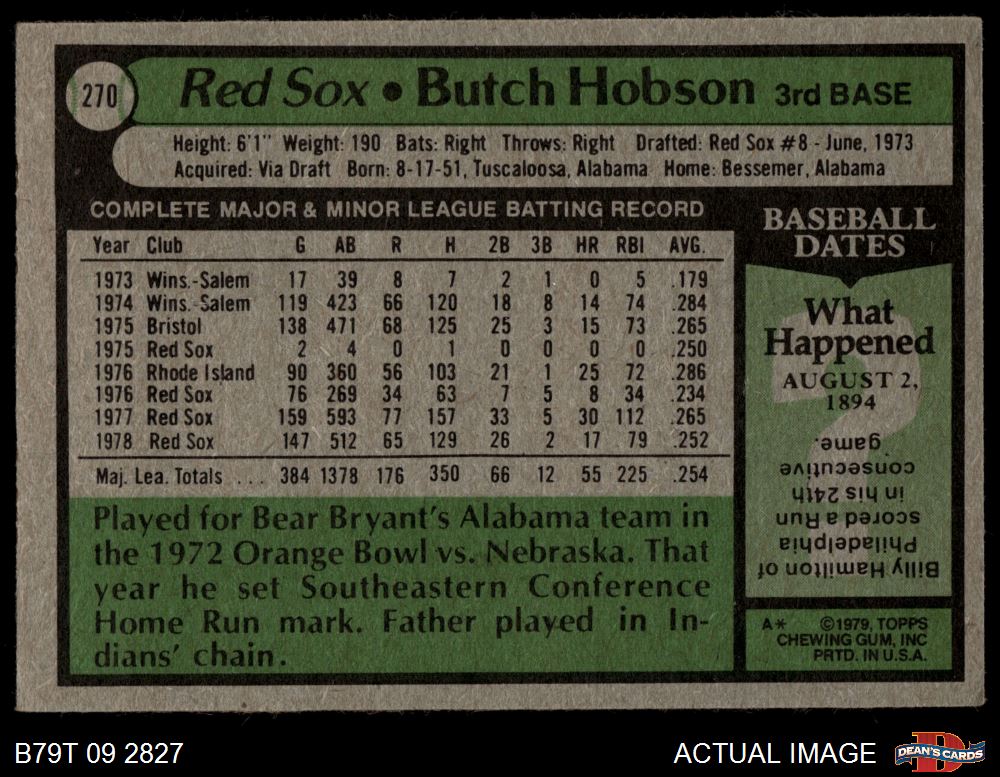 270
Red Sox • Butch Hobson 3rd BASE
Height: 6'1" Weight: 190 Bats: Right Throws: Right Drafted: Red Sox #8 - June, 1973
Acquired: Via Draft Born: 8-17-51, Tuscaloosa, Alabama Home: Bessemer, Alabama
COMPLETE MAJOR & MINOR LEAGUE BATTING RECORD
Year Club G AB R H 2B 3B HR RBI AVG.
1973 Wins.-Salem 17 39 8 7 2 1 0 5 .179
1974 Wins.-Salem 119 423 66 120 18 8 14 74 .284
1975 Bristol 138 471 68 125 25 3 15 73 .265
1975 Red Sox 2 4 0 1 0 0 0 0 .250
1976 Rhode Island 90 360 56 103 21 1 25 72 .286
1976 Red Sox 76 269 34 63 7 5 8 34 .234
1977 Red Sox 159 593 77 157 33 5 30 112 .265
1978 Red Sox 147 512 65 129 26 2 17 79 .252
Maj. Lea. Totals ... 384 1378 176 350 66 12 55 225 .254
Played for Bear Bryant's Alabama team in
the 1972 Orange Bowl vs. Nebraska. That
year he set Southeastern Conference
Home Run mark. Father played in In-
dians' chain.
BASEBALL
DATES
What
Happened
AUGUST 2,
1894
Billy Hamilton of
Philadelphia
scored a Run
in his 24th
consecutive
game.
A* ©1979, TOPPS
CHEWING GUM, INC
PRTD. IN U.S.A.
B79T 09 2827
ACTUAL IMAGE
D
DEAN'S CARDS